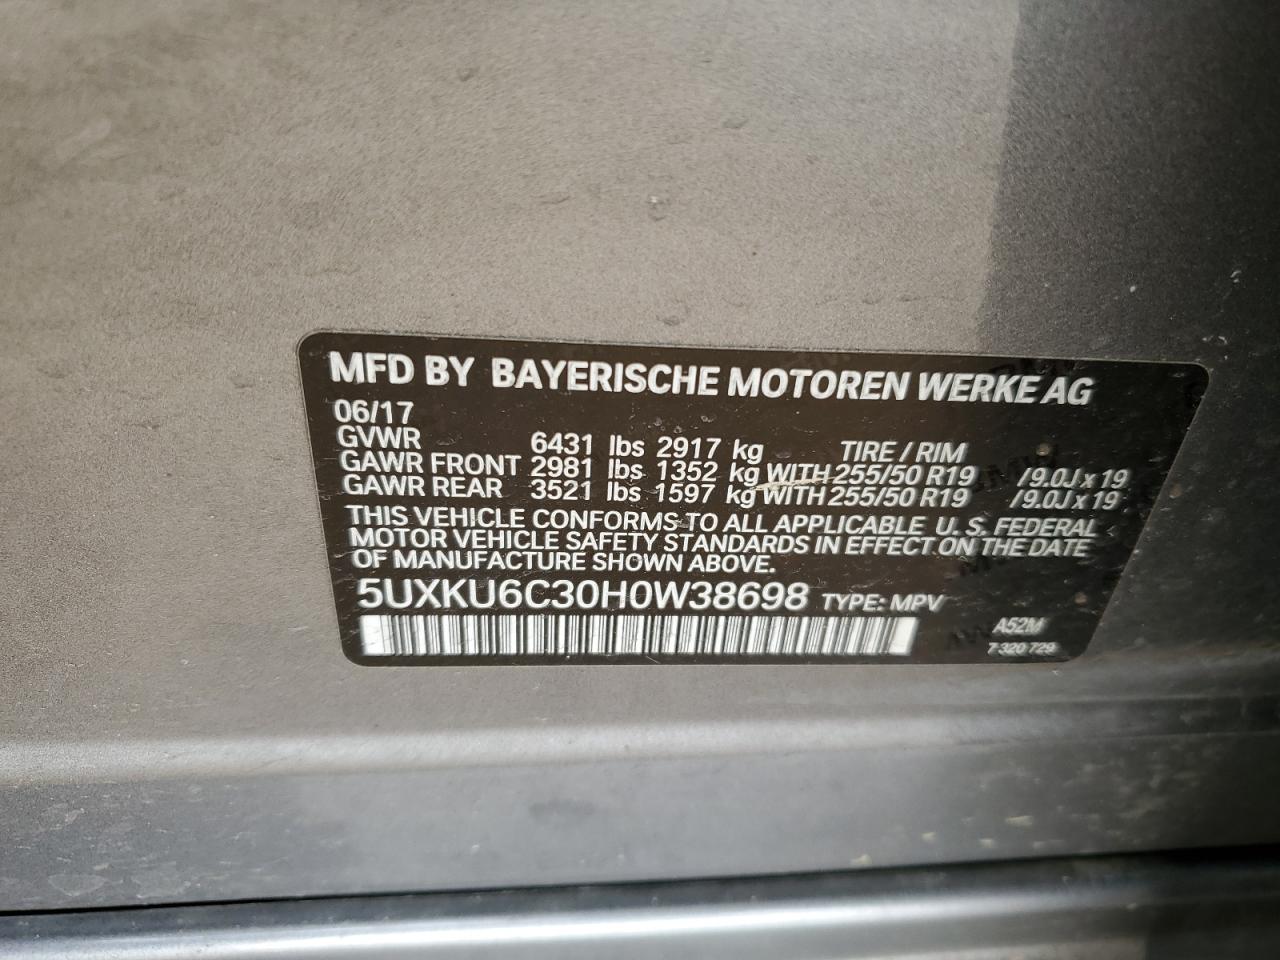 MFD BY BAYERISCHE MOTOREN WERKE AG
06/17
GVWR 6431 lbs 2917 kg TIRE / RIM
GAWR FRONT 2981 lbs 1352 kg WITH 255/50 R19 / 9.0J x 19
GAWR REAR 3521 lbs 1597 kg WITH 255/50 R19 / 9.0J x 19
THIS VEHICLE CONFORMS TO ALL APPLICABLE U. S. FEDERAL
MOTOR VEHICLE SAFETY STANDARDS IN EFFECT ON THE DATE
OF MANUFACTURE SHOWN ABOVE.
5UXKU6C30H0W38698 TYPE: MPV
A52M
7 320 729